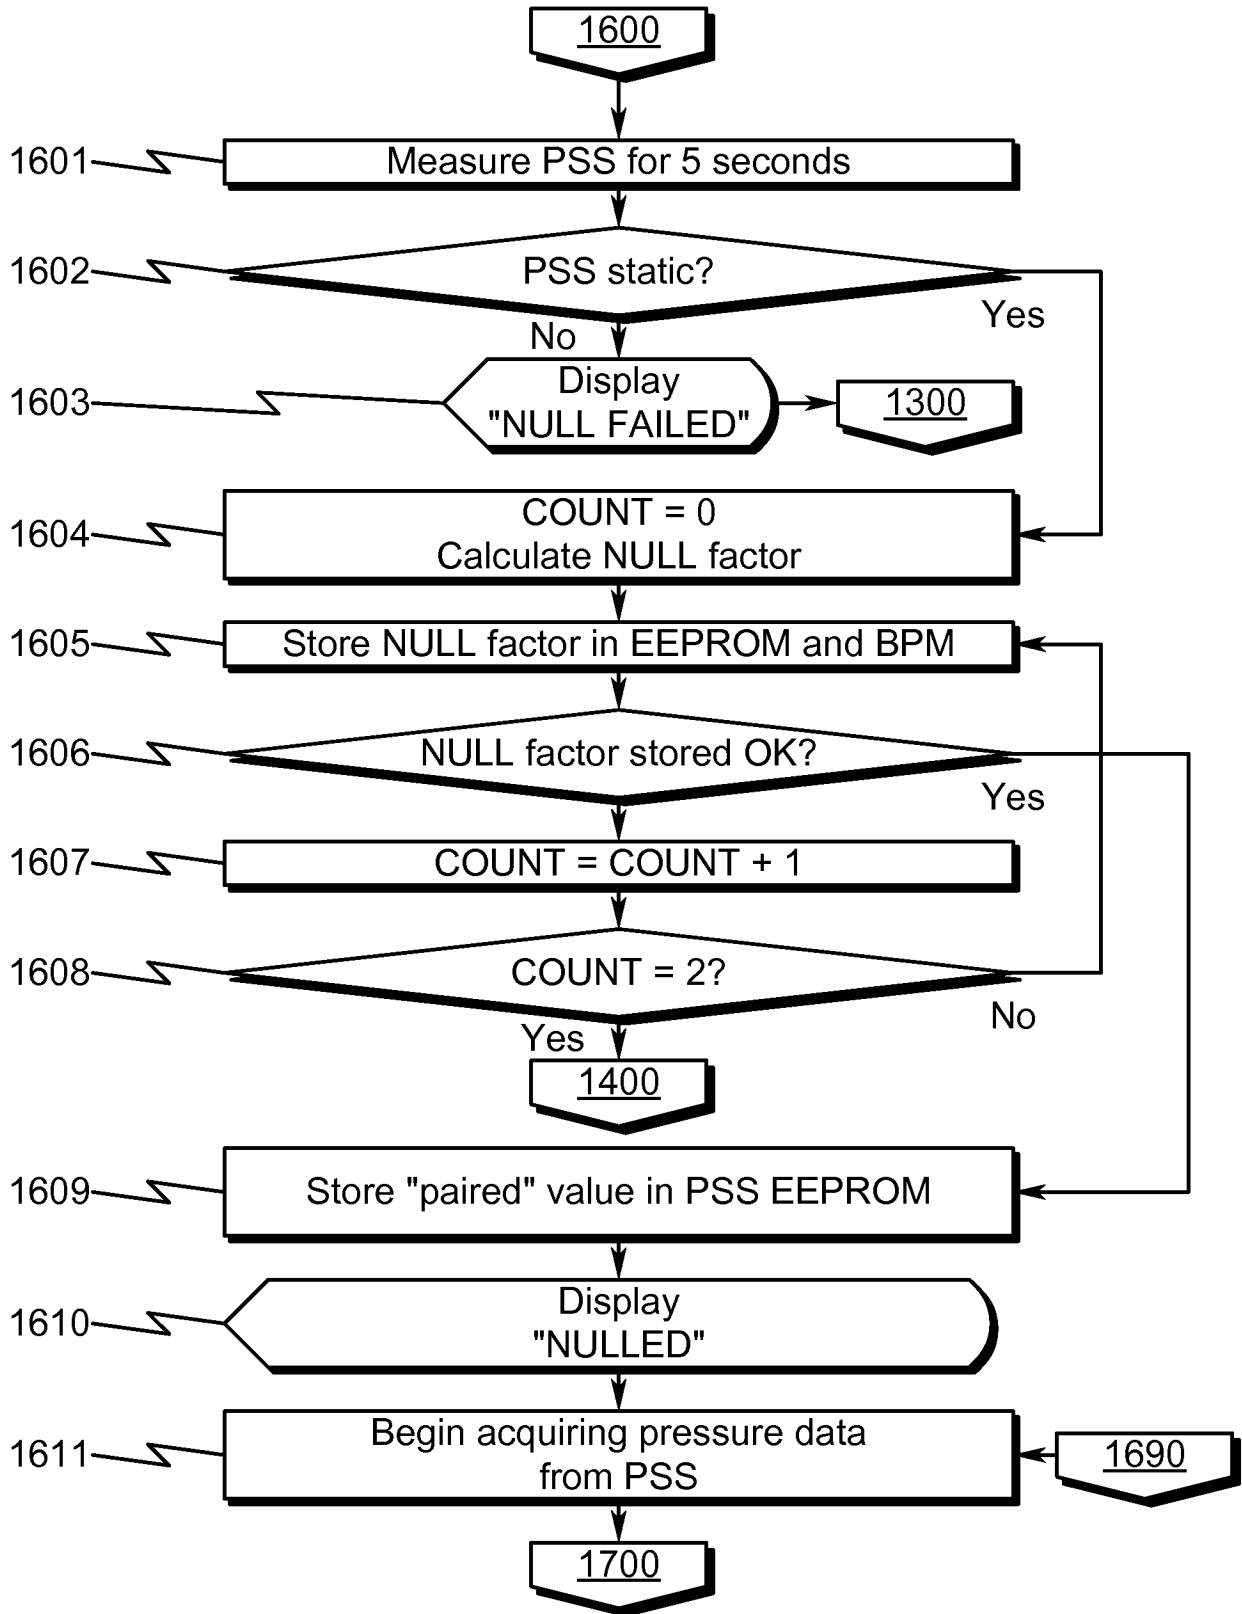 1600
1601
Measure PSS for 5 seconds
1602
PSS static?
Yes
No
1603
Display
"NULL FAILED"
1300
1604
COUNT = 0
Calculate NULL factor
1605
Store NULL factor in EEPROM and BPM
1606
NULL factor stored OK?
Yes
1607
COUNT = COUNT + 1
1608
COUNT = 2?
No
Yes
1400
1609
Store "paired" value in PSS EEPROM
1610
Display
"NULLED"
1611
Begin acquiring pressure data
from PSS
1690
1700